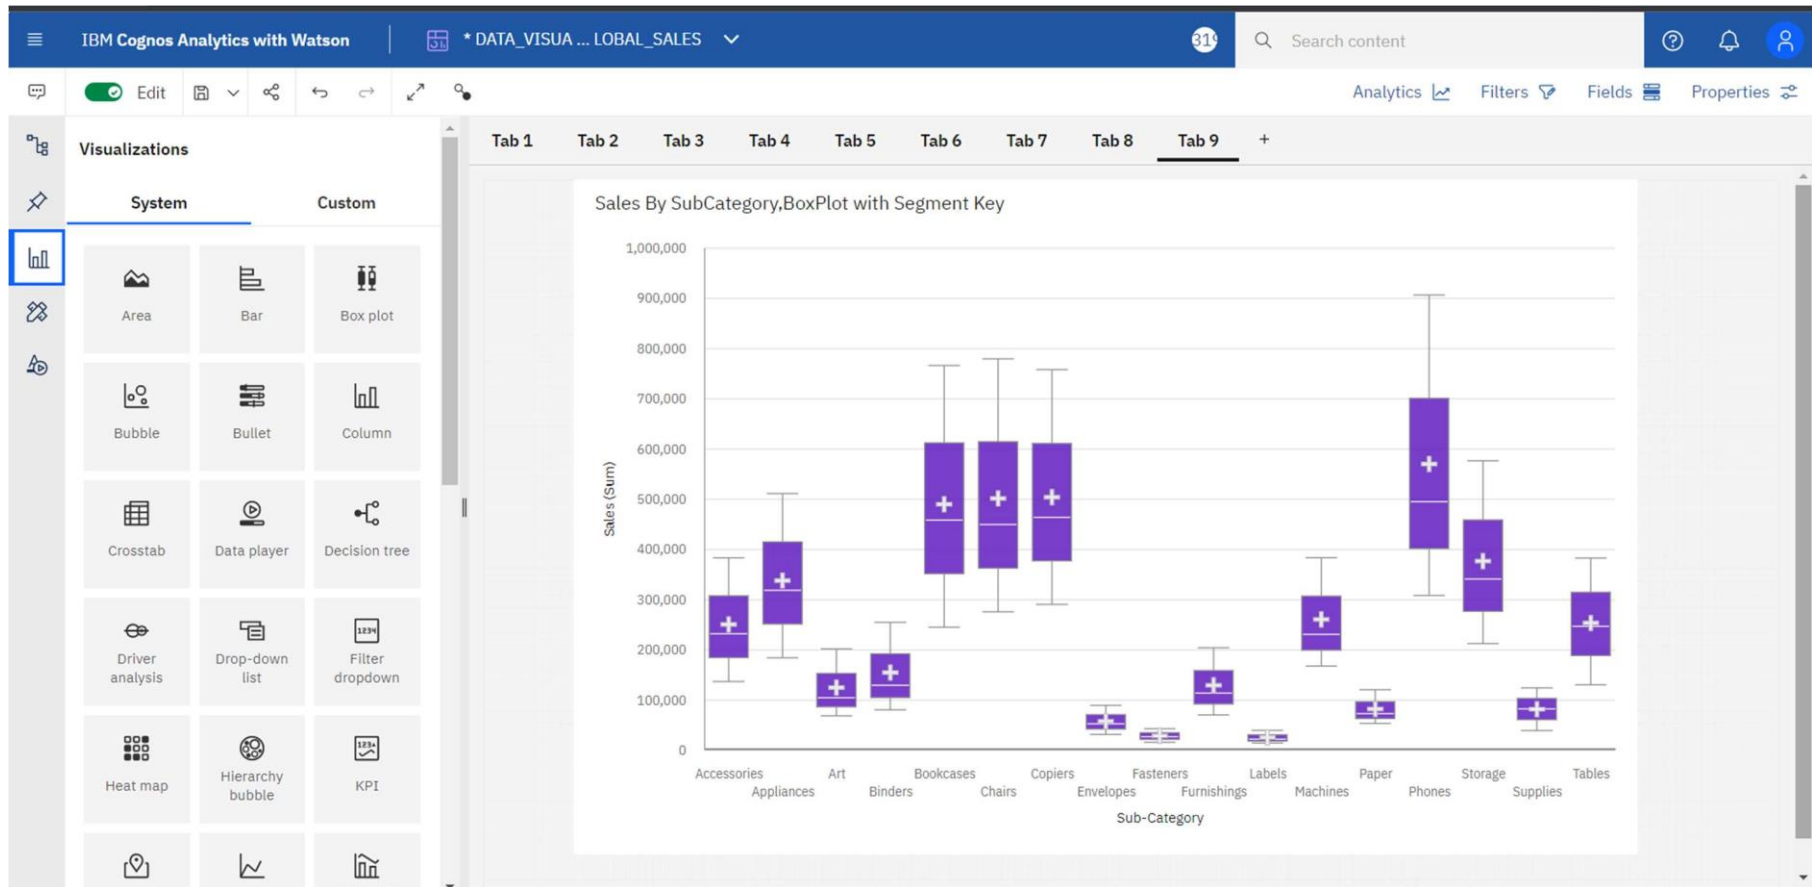 IBM Cognos Analytics with Watson
* DATA_VISUA ... LOBAL_SALES
Search content
Edit
Analytics
Filters
Fields
Properties
Visualizations
System Custom
Area Bar Box plot
Bubble Bullet Column
Crosstab Data player Decision tree
Driver analysis
Drop-down list
1234
Filter dropdown
Heat map
Hierarchy bubble
KPI
Tab 1 Tab 2 Tab 3 Tab 4 Tab 5 Tab 6 Tab 7 Tab 8 Tab 9 +
Sales By SubCategory,BoxPlot with Segment Key
1,000,000
900,000
800,000
700,000
600,000
500,000
400,000
300,000
200,000
100,000
0
Sales (Sum)
Accessories Art Bookcases Copiers Fasteners Labels Paper Storage Tables
Appliances Binders Chairs Envelopes Furnishings Machines Phones Supplies
Sub-Category